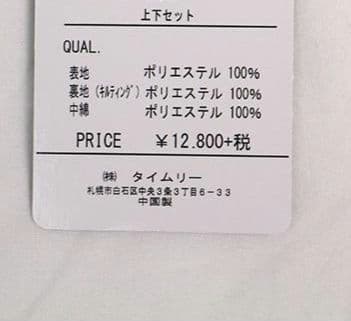 上下セット
QUAL.
表地 ポリエステル 100%
裏地（ｷﾙﾃｨﾝｸﾞ）ポリエステル 100%
中綿 ポリエステル 100%
PRICE ￥12.800+税
㈱ タイムリー
札幌市白石区中央3条3丁目6-33
中国製